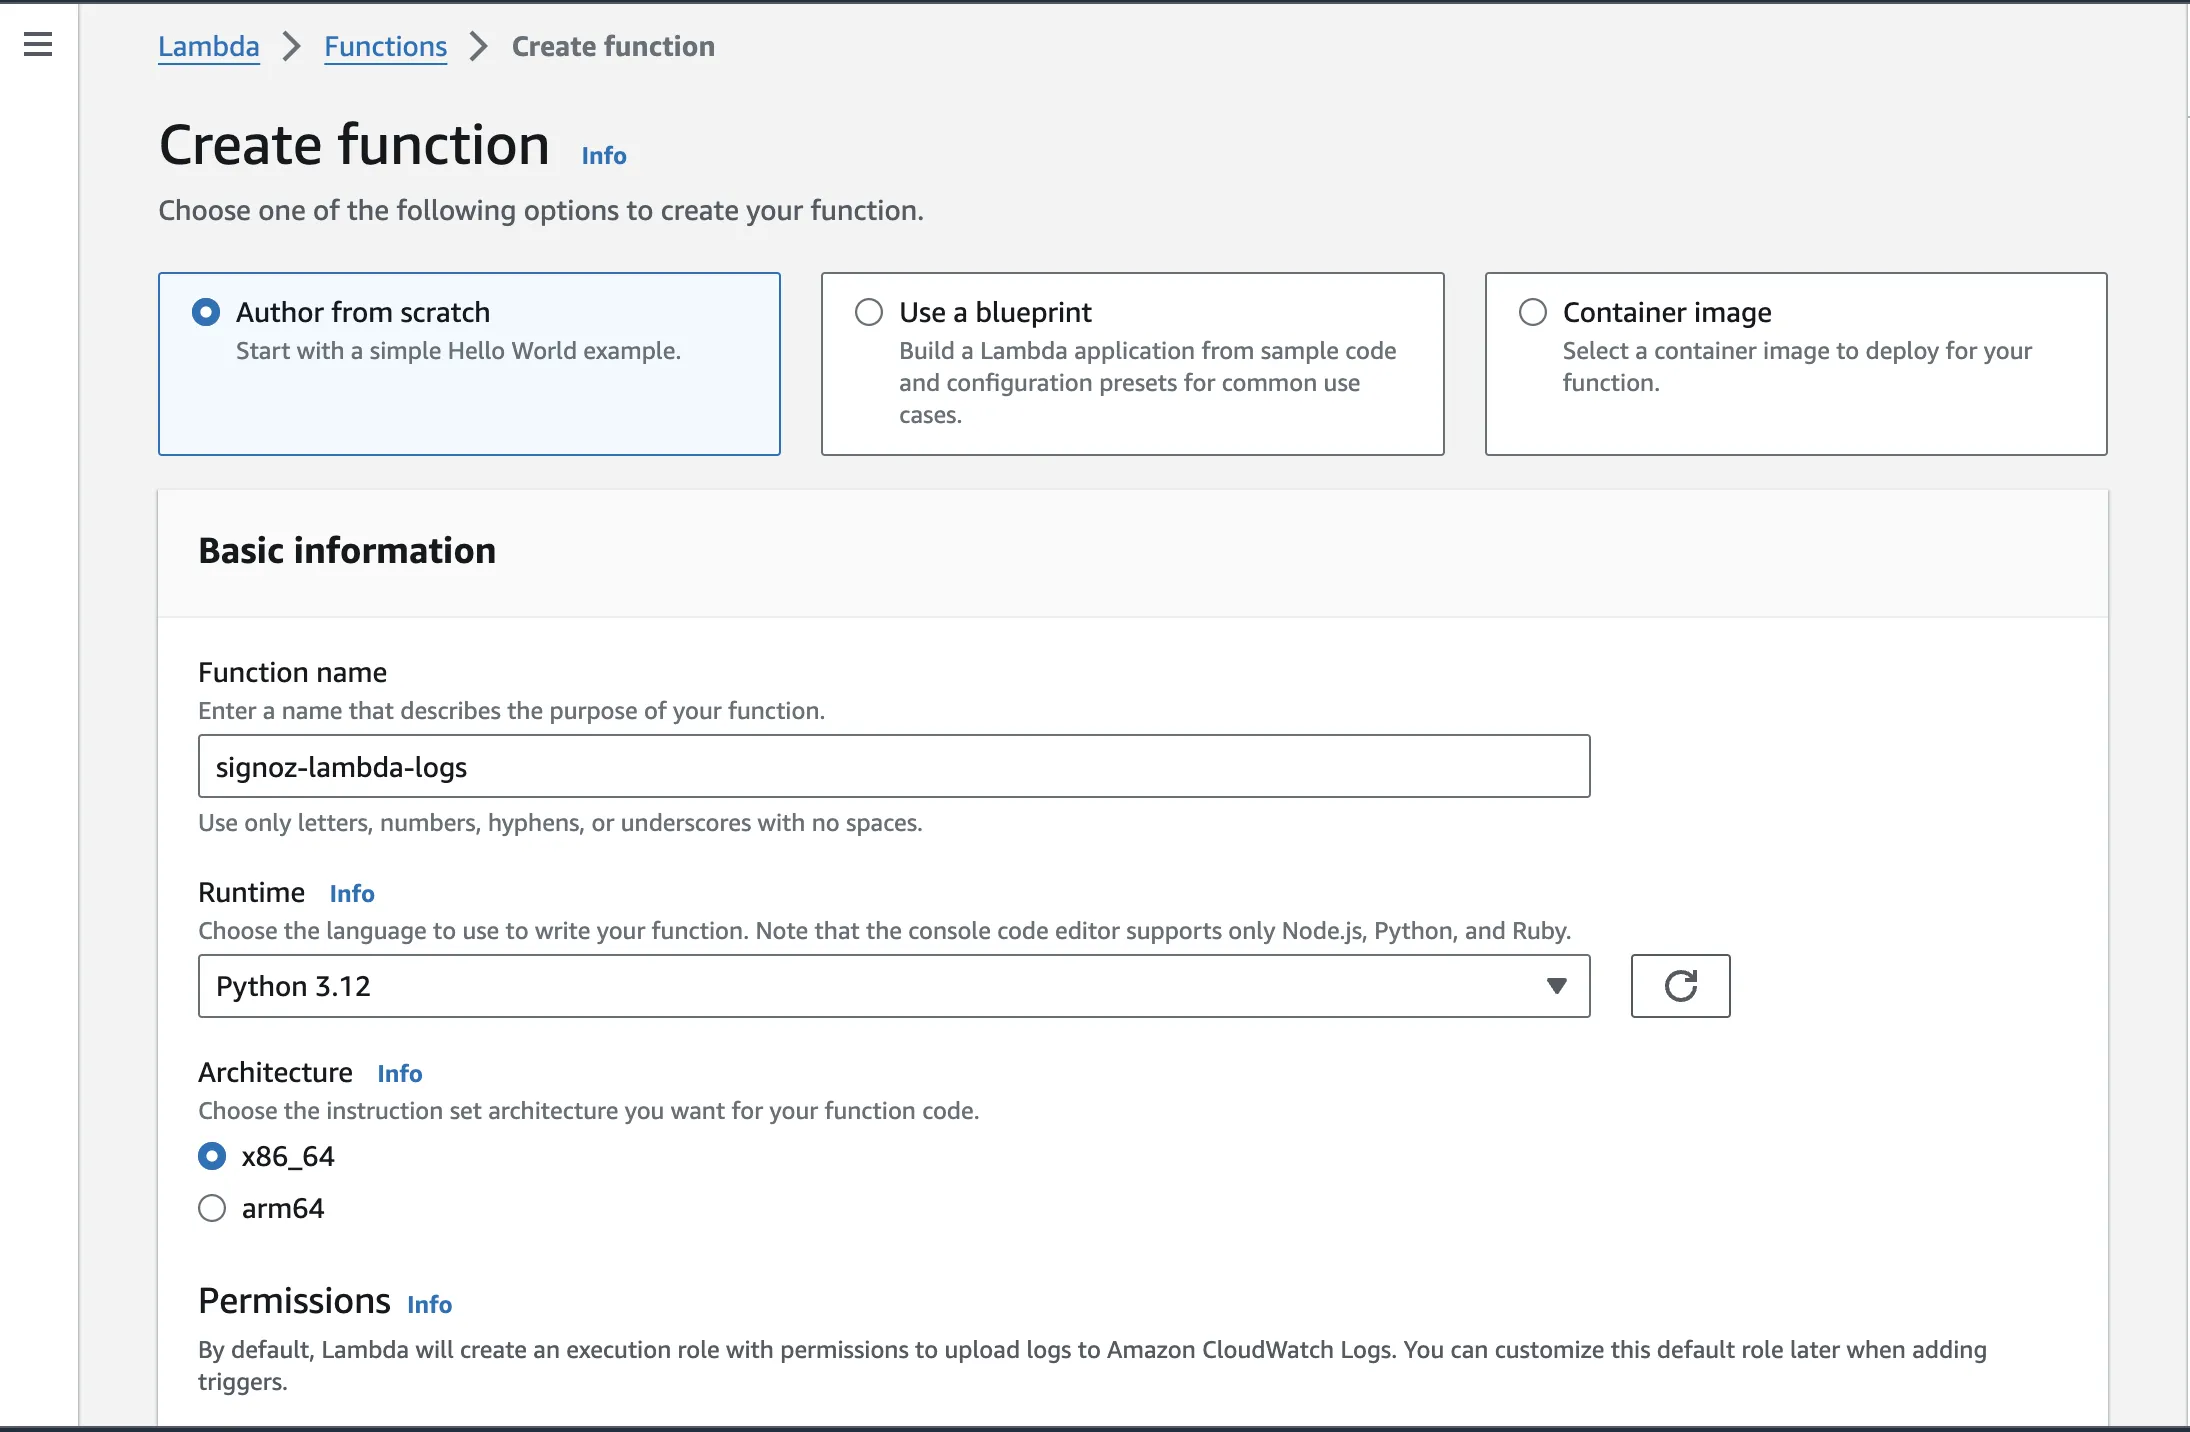 Lambda > Functions > Create function
Create function Info
Choose one of the following options to create your function.
Author from scratch
Start with a simple Hello World example.
Use a blueprint
Build a Lambda application from sample code
and configuration presets for common use
cases.
Container image
Select a container image to deploy for your
function.
Basic information
Function name
Enter a name that describes the purpose of your function.
signoz-lambda-logs
Use only letters, numbers, hyphens, or underscores with no spaces.
Runtime Info
Choose the language to use to write your function. Note that the console code editor supports only Node.js, Python, and Ruby.
Python 3.12
Architecture Info
Choose the instruction set architecture you want for your function code.
x86_64
arm64
Permissions Info
By default, Lambda will create an execution role with permissions to upload logs to Amazon CloudWatch Logs. You can customize this default role later when adding
triggers.